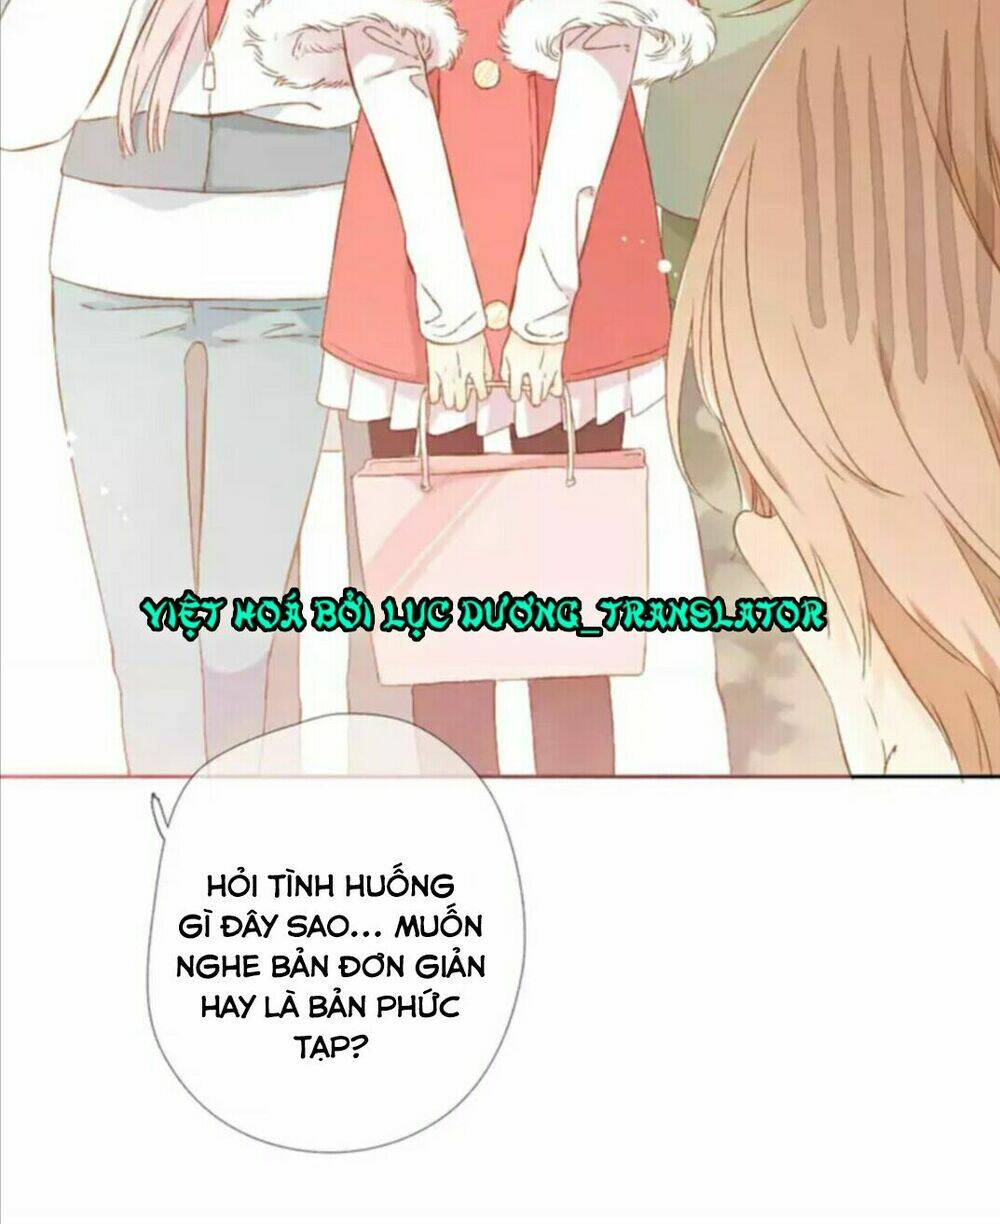 VIỆT HOÁ BỞI LỤC DƯƠNG_TRANSLATOR
HỎI TÌNH HUỐNG
GÌ ĐÂY SAO... MUỐN
NGHE BẢN ĐƠN GIẢN
HAY LÀ BẢN PHỨC
TẠP?